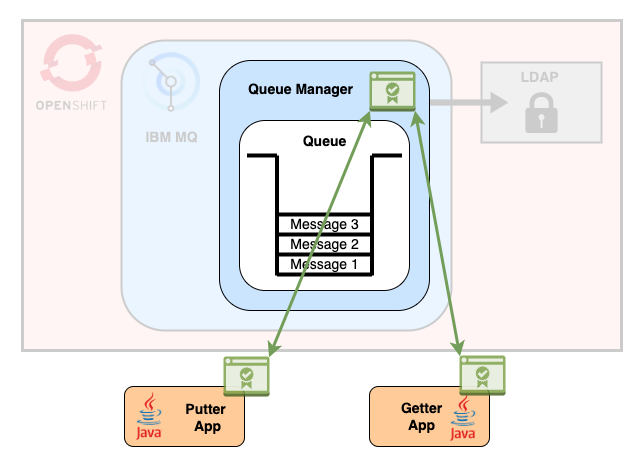 OPENSHIFT
IBM MQ
Queue Manager
LDAP
Queue
Message 3
Message 2
Message 1
Putter
App
Java
Getter
App
Java